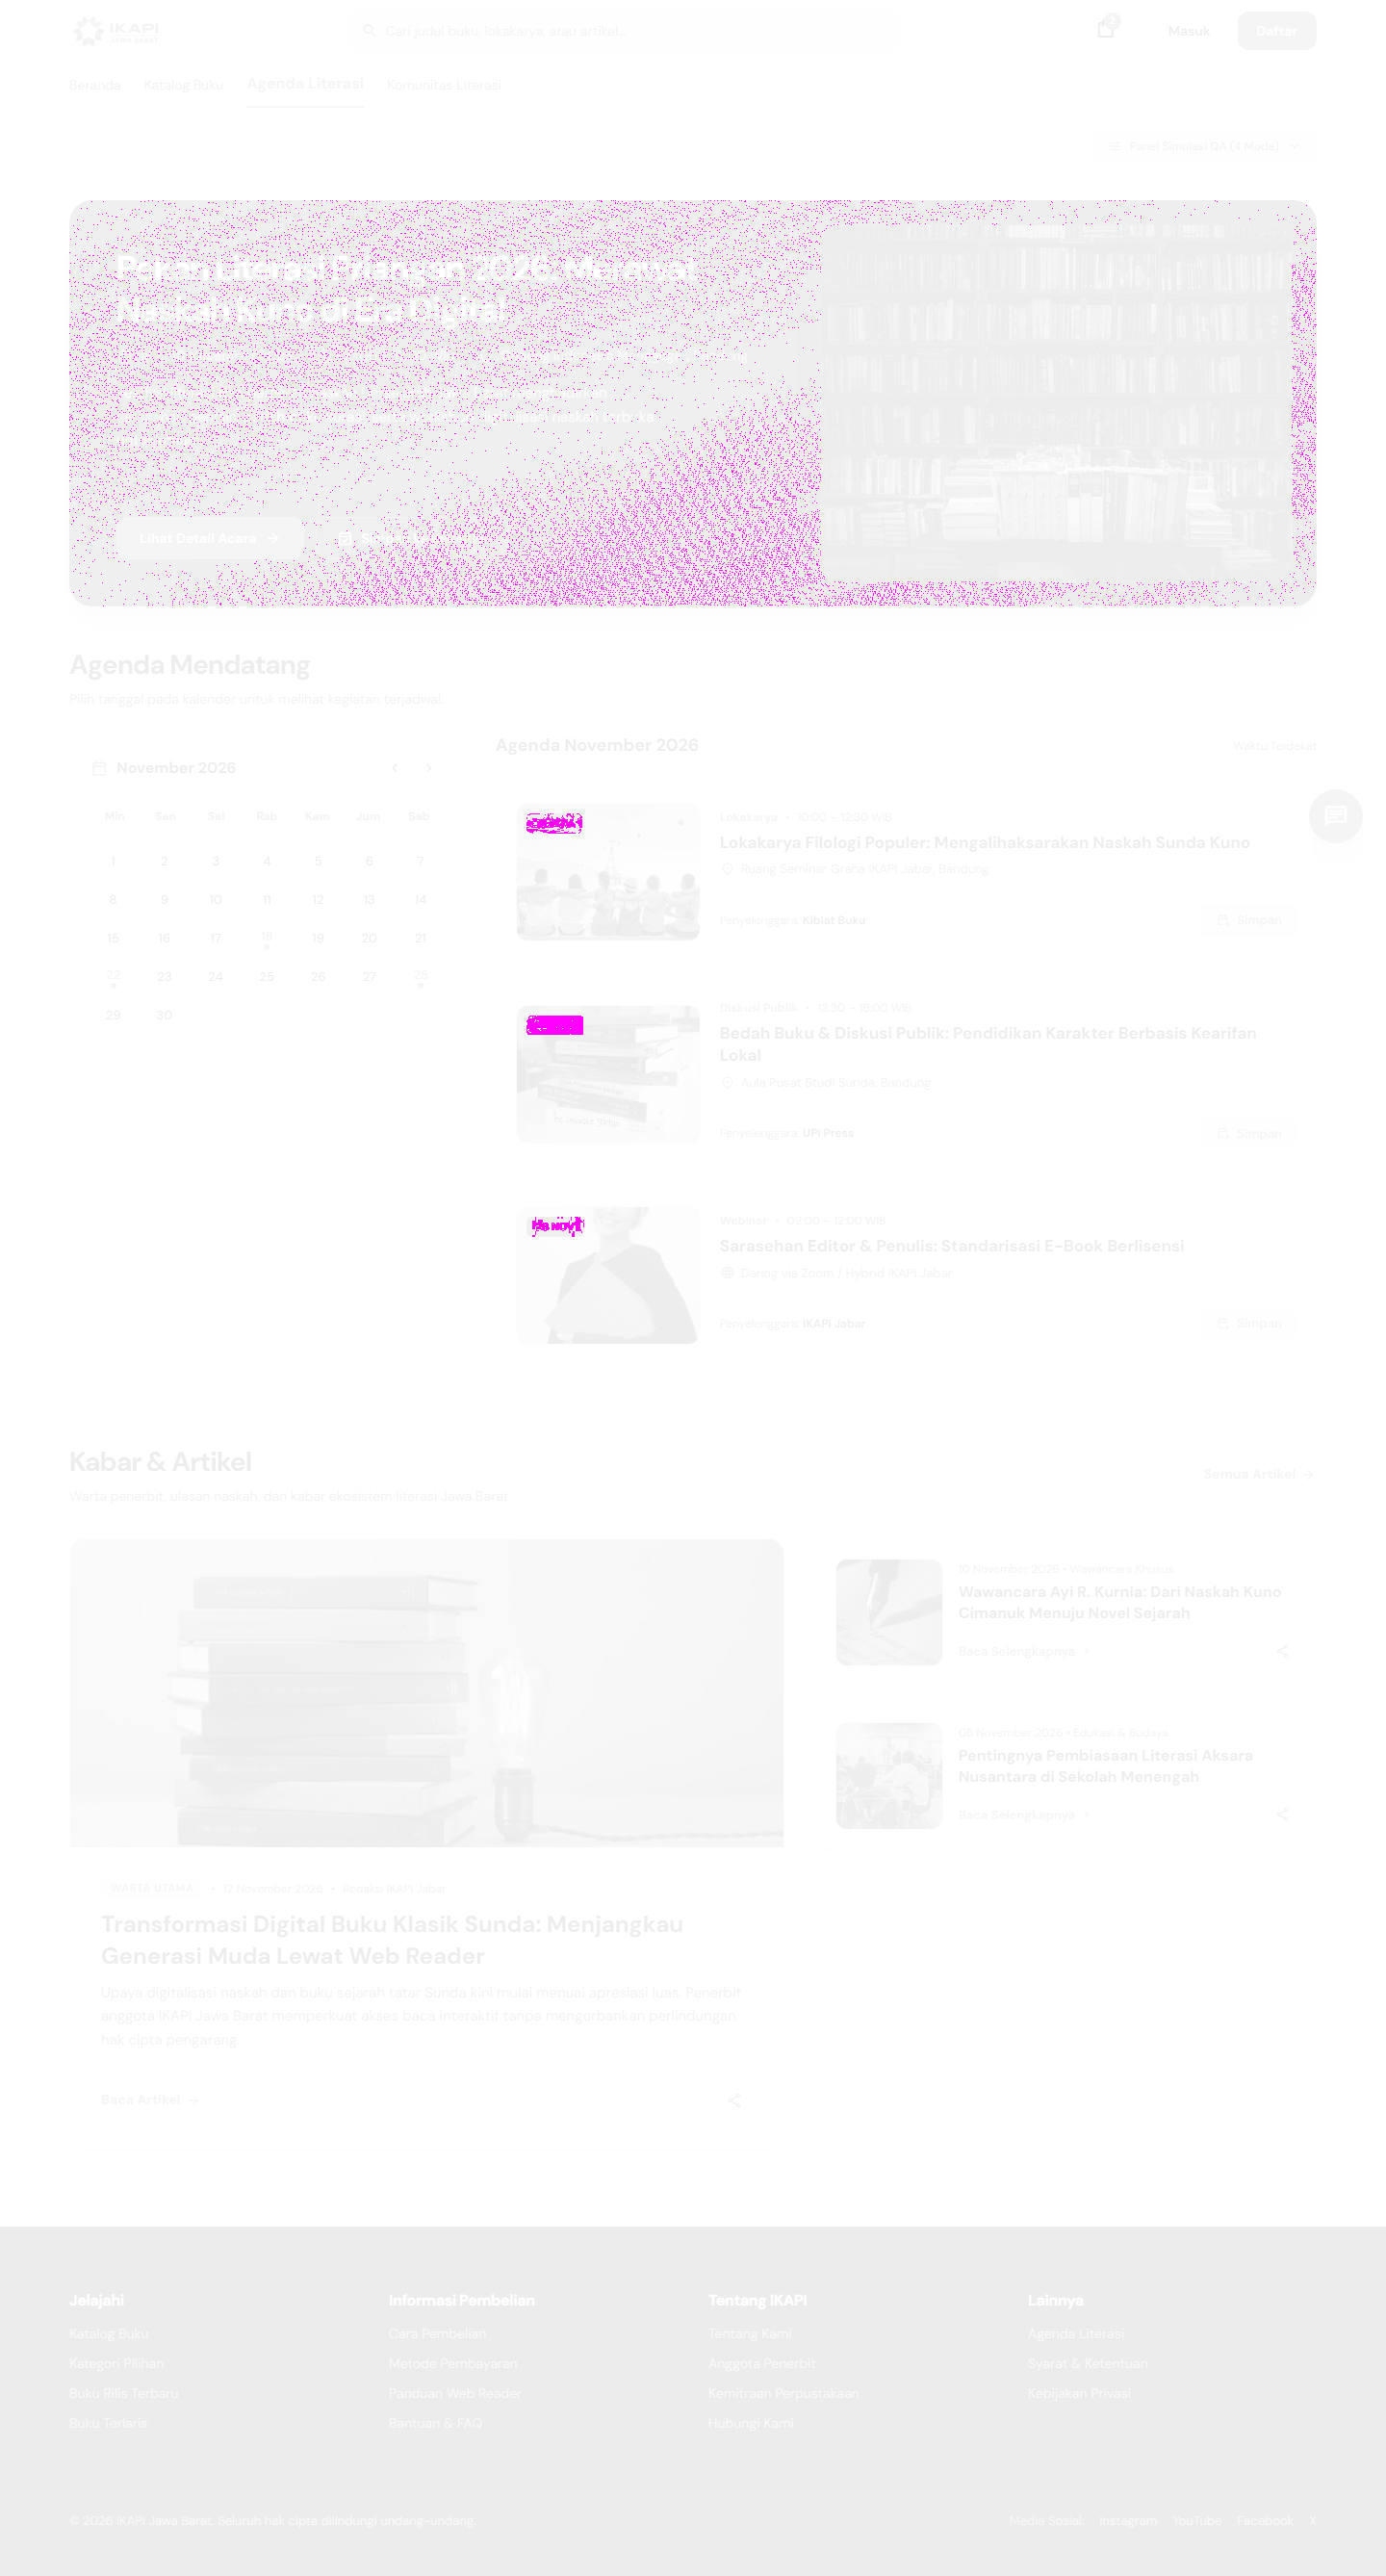 IKAPI
JAWA BARAT
Cari judul buku, lokakarya, atau artikel...
3
Masuk
Daftar
Beranda
Katalog Buku
Agenda Literasi
Komunitas Literasi
Panel Simulasi QA (4 Mode)
Pekan Literasi Priangan 2026: Merawat
Naskah Kuno di Era Digital
Bandung
menghadirkan
naskah terbuka
Lihat Detail Acara
Agenda Mendatang
Pilih tanggal pada kalender untuk melihat kegiatan terjadwal.
November 2026
Min Sen Sel Rab Kam Jum Sab
1 2 3 4 5 6 7
8 9 10 11 12 13 14
15 16 17 18 19 20 21
22 23 24 25 26 27 28
29 30
Agenda November 2026
Waktu Terdekat
Lokakarya • 10:00 – 12:30 WIB
Lokakarya Filologi Populer: Mengalihaksarakan Naskah Sunda Kuno
Ruang Seminar Graha IKAPI Jabar, Bandung
Penyelenggara: Kiblat Buku
Simpan
Diskusi Publik • 13:30 – 16:00 WIB
Bedah Buku & Diskusi Publik: Pendidikan Karakter Berbasis Kearifan
Lokal
Aula Pusat Studi Sunda, Bandung
Penyelenggara: UPI Press
Simpan
28 NOV
Webinar • 09:00 – 12:00 WIB
Sarasehan Editor & Penulis: Standarisasi E-Book Berlisensi
Daring via Zoom / Hybrid IKAPI Jabar
Penyelenggara: IKAPI Jabar
Simpan
Kabar & Artikel
Warta penerbit, ulasan naskah, dan kabar ekosistem literasi Jawa Barat.
Semua Artikel
WARTA UTAMA • 12 November 2026 • Redaksi IKAPI Jabar
Transformasi Digital Buku Klasik Sunda: Menjangkau
Generasi Muda Lewat Web Reader
Upaya digitalisasi naskah dan buku sejarah tatar Sunda kini mulai menuai apresiasi luas. Penerbit
anggota IKAPI Jawa Barat memperkuat akses baca interaktif tanpa mengorbankan perlindungan
hak cipta pengarang.
Baca Artikel
10 November 2026 • Wawancara Khusus
Wawancara Ayi R. Kurnia: Dari Naskah Kuno
Cimanuk Menuju Novel Sejarah
Baca Selengkapnya
08 November 2026 • Edukasi & Budaya
Pentingnya Pembiasaan Literasi Aksara
Nusantara di Sekolah Menengah
Baca Selengkapnya
Jelajahi
Katalog Buku
Kategori Pilihan
Buku Rilis Terbaru
Buku Terlaris
Informasi Pembelian
Cara Pembelian
Metode Pembayaran
Panduan Web Reader
Bantuan & FAQ
Tentang IKAPI
Tentang Kami
Anggota Penerbit
Kemitraan Perpustakaan
Hubungi Kami
Lainnya
Agenda Literasi
Syarat & Ketentuan
Kebijakan Privasi
© 2026 IKAPI Jawa Barat. Seluruh hak cipta dilindungi undang-undang.
Media Sosial: Instagram YouTube Facebook X